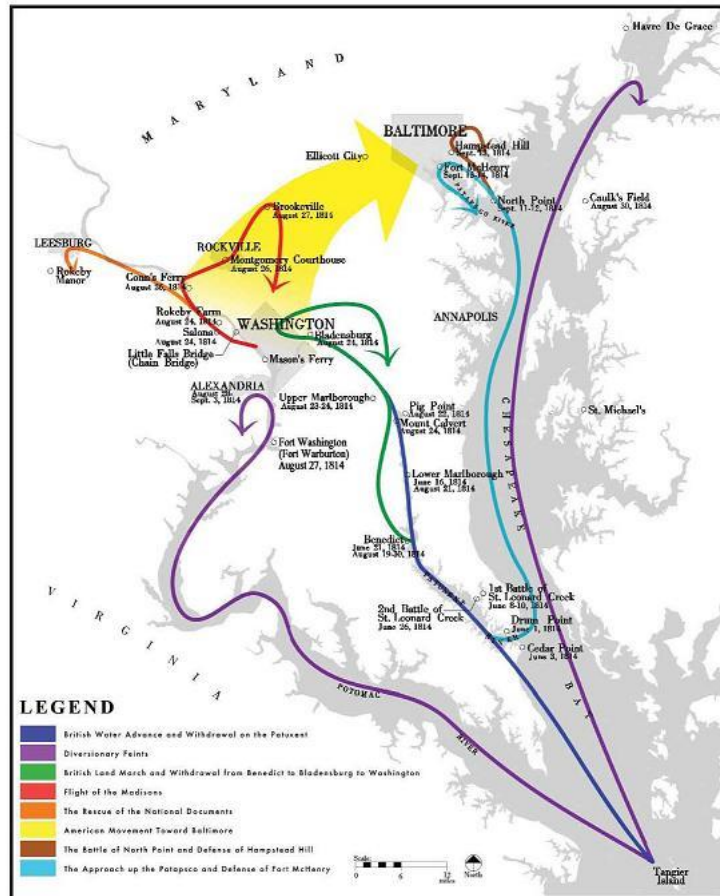 Havre De Grace
MARYLAND
BALTIMORE
Hampstead Hill
Sept. 13, 1814
Ellicott City
Fort McHenry
Sept. 13-14, 1814
PATAPSCO RIVER
North Point
Sept. 11-12, 1814
Caulk's Field
August 30, 1814
Brookeville
August 27, 1814
LEESBURG
ROCKVILLE
Montgomery Courthouse
August 26, 1814
Rokeby
Manor
Conn's Ferry
August 26, 1814
Rokeby Farm
August 24, 1814
Salona
August 24, 1814
WASHINGTON
Bladensburg
August 24, 1814
ANNAPOLIS
Little Falls Bridge
(Chain Bridge)
Mason's Ferry
ALEXANDRIA
August 28-
Sept. 3, 1814
Upper Marlborough
August 23-24, 1814
Pig Point
August 22, 1814
Mount Calvert
August 24, 1814
CHESAPEAKE
St. Michael's
Fort Washington
(Fort Warburton)
August 27, 1814
Lower Marlborough
June 16, 1814
August 21, 1814
Benedict
June 21, 1814
August 19-30, 1814
PATUXENT
1st Battle of
St. Leonard Creek
June 8-10, 1814
2nd Battle of
St. Leonard Creek
June 26, 1814
Drum Point
June 1, 1814
RIVER
Cedar Point
June 3, 1814
VIRGINIA
POTOMAC
RIVER
BAY
LEGEND
British Water Advance and Withdrawal on the Patuxent
Diversionary Feints
British Land March and Withdrawal from Benedict to Bladensburg to Washington
Flight of the Madisons
The Rescue of the National Documents
American Movement Toward Baltimore
The Battle of North Point and Defense of Hampstead Hill
The Approach up the Patapsco and Defense of Fort McHenry
Scale
0 6 12
miles
North
Tangier
Island